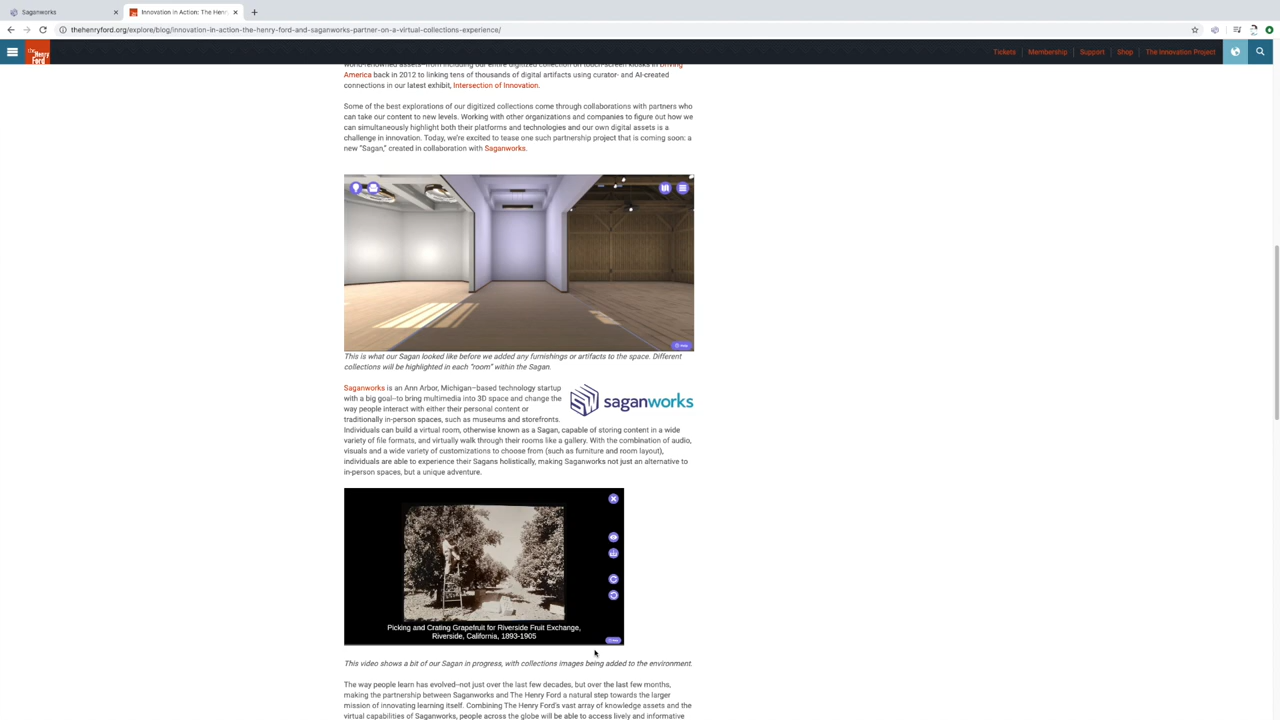 Saganworks
Innovation in Action: The Henr
thehenryford.org/explore/blog/innovation-in-action-the-henry-ford-and-saganworks-partner-on-a-virtual-collections-experience/
the Henry Ford
Tickets
Membership
Support
Shop
The Innovation Project
world-renowned assets—from including our entire digitized collection on touch-screen kiosks in Driving
America back in 2012 to linking tens of thousands of digital artifacts using curator- and AI-created
connections in our latest exhibit, Intersection of Innovation.
Some of the best explorations of our digitized collections come through collaborations with partners who
can take our content to new levels. Working with other organizations and companies to figure out how we
can simultaneously highlight both their platforms and technologies and our own digital assets is a
challenge in innovation. Today, we're excited to tease one such partnership project that is coming soon: a
new "Sagan," created in collaboration with Saganworks.
This is what our Sagan looked like before we added any furnishings or artifacts to the space. Different
collections will be highlighted in each "room" within the Sagan.
Saganworks is an Ann Arbor, Michigan–based technology startup
with a big goal–to bring multimedia into 3D space and change the
way people interact with either their personal content or
traditionally in-person spaces, such as museums and storefronts.
saganworks
Individuals can build a virtual room, otherwise known as a Sagan, capable of storing content in a wide
variety of file formats, and virtually walk through their rooms like a gallery. With the combination of audio,
visuals and a wide variety of customizations to choose from (such as furniture and room layout),
individuals are able to experience their Sagans holistically, making Saganworks not just an alternative to
in-person spaces, but a unique adventure.
Picking and Crating Grapefruit for Riverside Fruit Exchange,
Riverside, California, 1893-1905
This video shows a bit of our Sagan in progress, with collections images being added to the environment.
The way people learn has evolved–not just over the last few decades, but over the last few months,
making the partnership between Saganworks and The Henry Ford a natural step towards the larger
mission of innovating learning itself. Combining The Henry Ford's vast array of knowledge assets and the
virtual capabilities of Saganworks, people across the globe will be able to access lively and informative